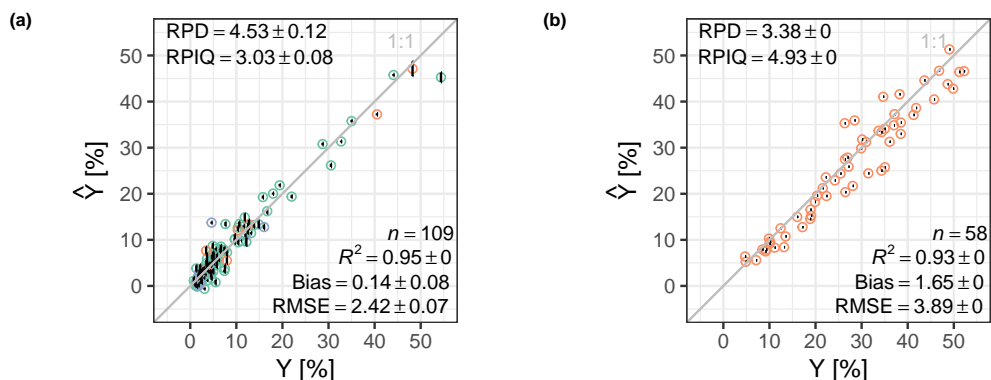 (a)
RPD = 4.53 ± 0.12
RPIQ = 3.03 ± 0.08
1:1
50
40
30
20
10
0
Ŷ [%]
n = 109
R² = 0.95 ± 0
Bias = 0.14 ± 0.08
RMSE = 2.42 ± 0.07
0 10 20 30 40 50
Y [%]
(b)
RPD = 3.38 ± 0
RPIQ = 4.93 ± 0
1:1
50
40
30
20
10
0
Ŷ [%]
n = 58
R² = 0.93 ± 0
Bias = 1.65 ± 0
RMSE = 3.89 ± 0
0 10 20 30 40 50
Y [%]